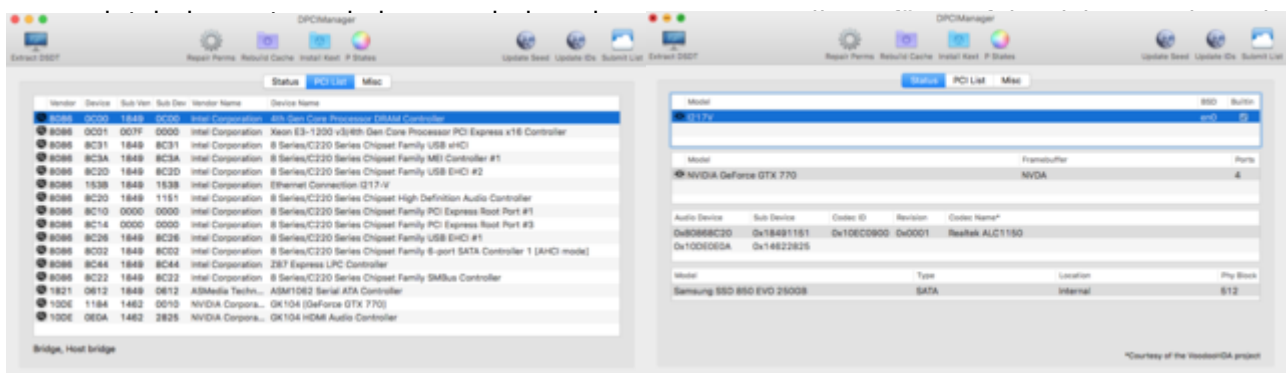 DPCIManager
Extract DSDT Repair Perms Rebuild Cache Install Kext P States Update Seed Update IDs Submit List
Status PCI List Misc
Vendor Device Sub Ven Sub Dev Vendor Name Device Name
8086 0C00 1849 0C00 Intel Corporation 4th Gen Core Processor DRAM Controller
8086 0C01 007F 0000 Intel Corporation Xeon E3-1200 v3/4th Gen Core Processor PCI Express x16 Controller
8086 8C31 1849 8C31 Intel Corporation 8 Series/C220 Series Chipset Family USB xHCI
8086 8C3A 1849 8C3A Intel Corporation 8 Series/C220 Series Chipset Family MEI Controller #1
8086 8C2D 1849 8C2D Intel Corporation 8 Series/C220 Series Chipset Family USB EHCI #2
8086 153B 1849 153B Intel Corporation Ethernet Connection I217-V
8086 8C20 1849 1151 Intel Corporation 8 Series/C220 Series Chipset High Definition Audio Controller
8086 8C10 0000 0000 Intel Corporation 8 Series/C220 Series Chipset Family PCI Express Root Port #1
8086 8C14 0000 0000 Intel Corporation 8 Series/C220 Series Chipset Family PCI Express Root Port #3
8086 8C26 1849 8C26 Intel Corporation 8 Series/C220 Series Chipset Family USB EHCI #1
8086 8C02 1849 8C02 Intel Corporation 8 Series/C220 Series Chipset Family 6-port SATA Controller 1 [AHCI mode]
8086 8C44 1849 8C44 Intel Corporation Z87 Express LPC Controller
8086 8C22 1849 8C22 Intel Corporation 8 Series/C220 Series Chipset Family SMBus Controller
1B21 0612 1849 0612 ASMedia Techn... ASM1062 Serial ATA Controller
10DE 1184 1462 0010 NVIDIA Corpora... GK104 [GeForce GTX 770]
10DE 0E0A 1462 2825 NVIDIA Corpora... GK104 HDMI Audio Controller
Bridge, Host bridge
DPCIManager
Extract DSDT Repair Perms Rebuild Cache Install Kext P States Update Seed Update IDs Submit List
Status PCI List Misc
Model BSD Builtin
I217V en0
Model Framebuffer Ports
NVIDIA GeForce GTX 770 NVDA 4
Audio Device Sub Device Codec ID Revision Codec Name*
0x80868C20 0x18491151 0x10EC0900 0x0001 Realtek ALC1150
0x10DE0E0A 0x14622825
Model Type Location Phy Block
Samsung SSD 850 EVO 250GB SATA Internal 512
*Courtesy of the VoodooHDA project